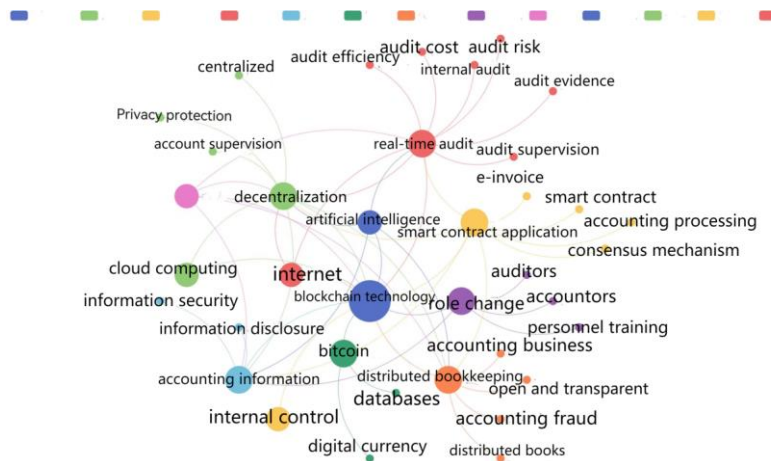 audit cost
audit risk
audit efficiency
internal audit
centralized
audit evidence
Privacy protection
account supervision
real-time audit
audit supervision
e-invoice
decentralization
smart contract
artificial intelligence
accounting processing
smart contract application
consensus mechanism
cloud computing
internet
auditors
blockchain technology
information security
role change
accountors
information disclosure
personnel training
bitcoin
accounting business
accounting information
distributed bookkeeping
open and transparent
databases
internal control
accounting fraud
digital currency
distributed books